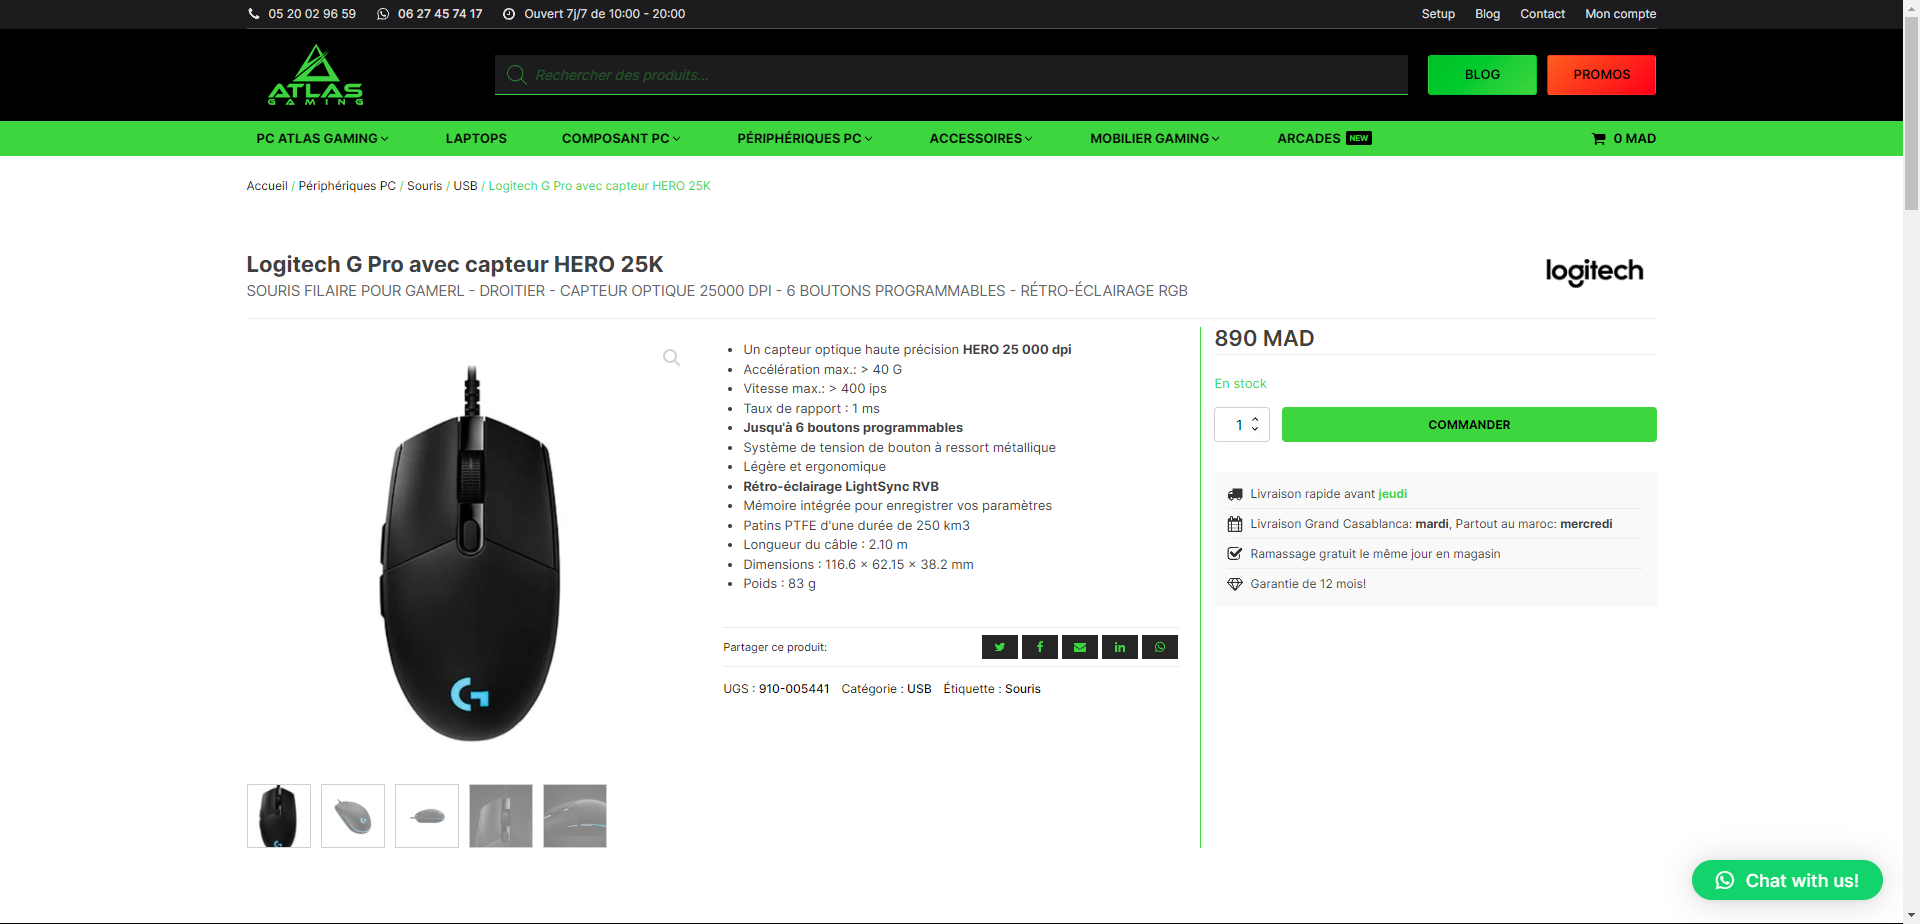 05 20 02 96 59 06 27 45 74 17 Ouvert 7j/7 de 10:00 - 20:00 Setup Blog Contact Mon compte
ATLAS
GAMING
Rechercher des produits...
BLOG
PROMOS
PC ATLAS GAMING LAPTOPS COMPOSANT PC PÉRIPHÉRIQUES PC ACCESSOIRES MOBILIER GAMING ARCADES NEW 0 MAD
Accueil / Périphériques PC / Souris / USB / Logitech G Pro avec capteur HERO 25K
Logitech G Pro avec capteur HERO 25K
SOURIS FILAIRE POUR GAMERL - DROITIER - CAPTEUR OPTIQUE 25000 DPI - 6 BOUTONS PROGRAMMABLES - RÉTRO-ÉCLAIRAGE RGB
logitech
G
Un capteur optique haute précision HERO 25 000 dpi
Accélération max.: > 40 G
Vitesse max.: > 400 ips
Taux de rapport : 1 ms
Jusqu'à 6 boutons programmables
Système de tension de bouton à ressort métallique
Légère et ergonomique
Rétro-éclairage LightSync RVB
Mémoire intégrée pour enregistrer vos paramètres
Patins PTFE d'une durée de 250 km3
Longueur du câble : 2.10 m
Dimensions : 116.6 × 62.15 × 38.2 mm
Poids : 83 g
Partager ce produit:
UGS : 910-005441 Catégorie : USB Étiquette : Souris
890 MAD
En stock
1
COMMANDER
Livraison rapide avant jeudi
Livraison Grand Casablanca: mardi, Partout au maroc: mercredi
Ramassage gratuit le même jour en magasin
Garantie de 12 mois!
Chat with us!